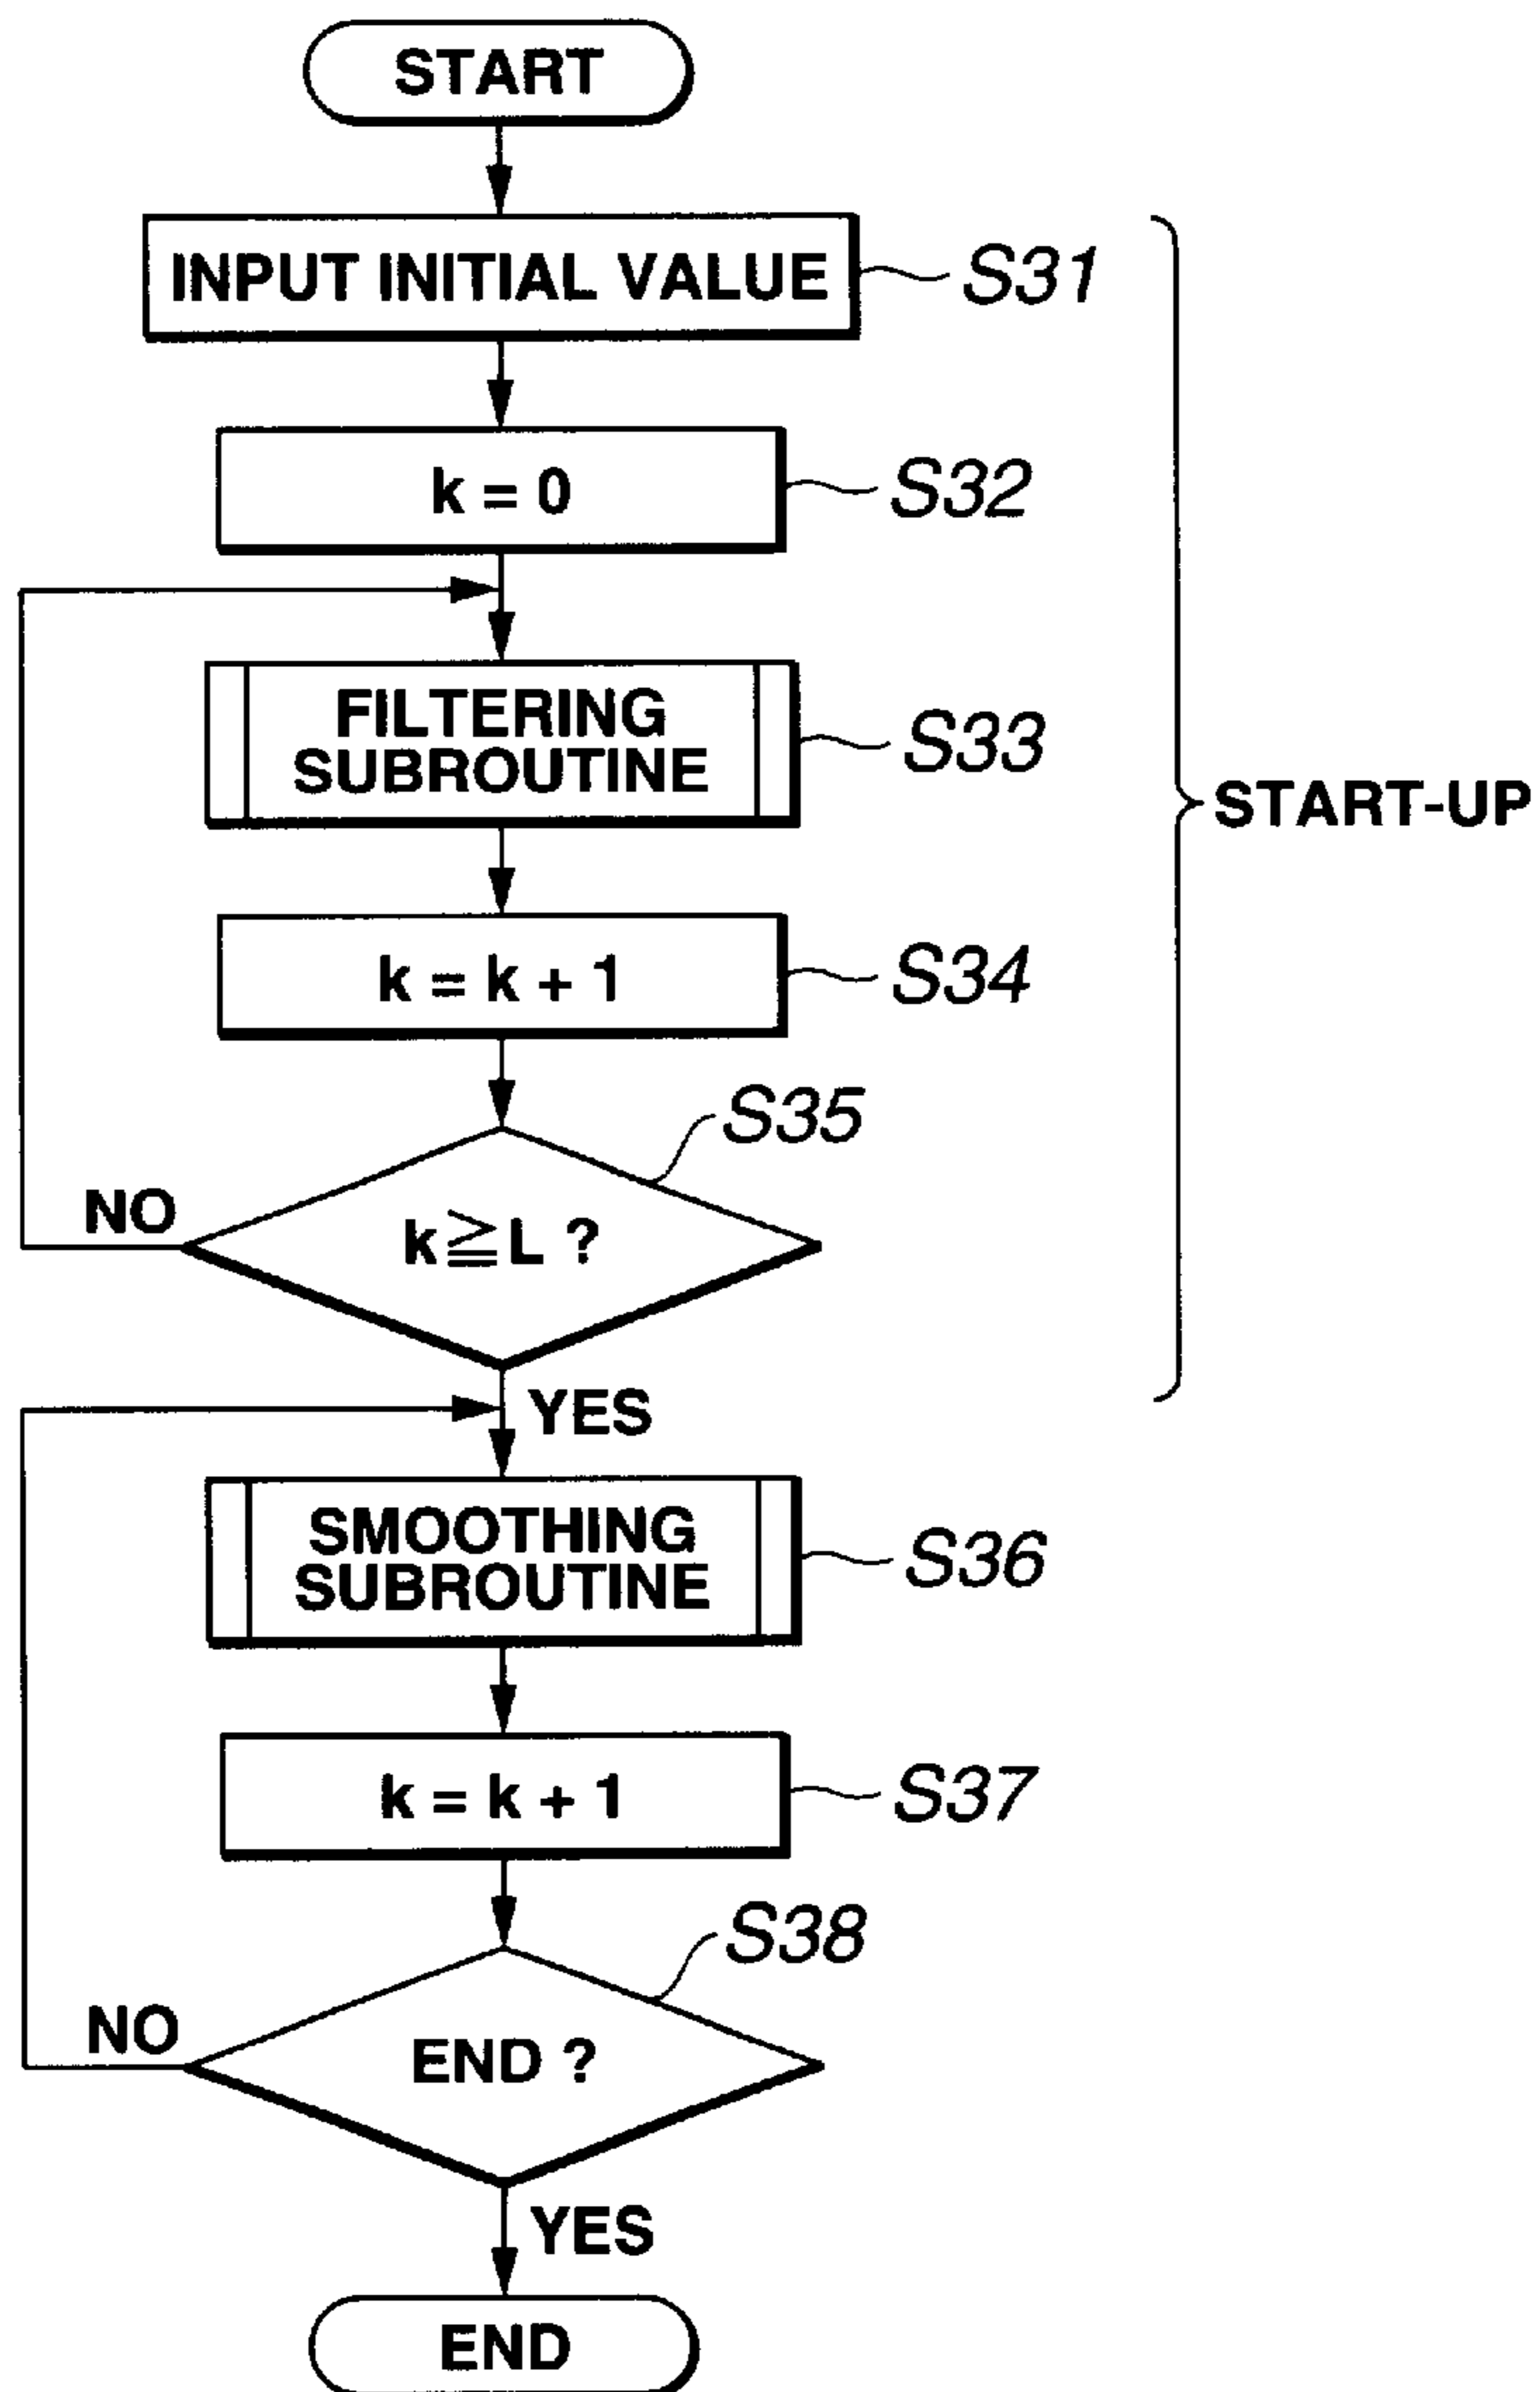 START
INPUT INITIAL VALUE
S31
k = 0
S32
FILTERING
SUBROUTINE
S33
START-UP
k = k + 1
S34
S35
NO
k ≧ L ?
YES
SMOOTHING
SUBROUTINE
S36
k = k + 1
S37
S38
NO
END ?
YES
END